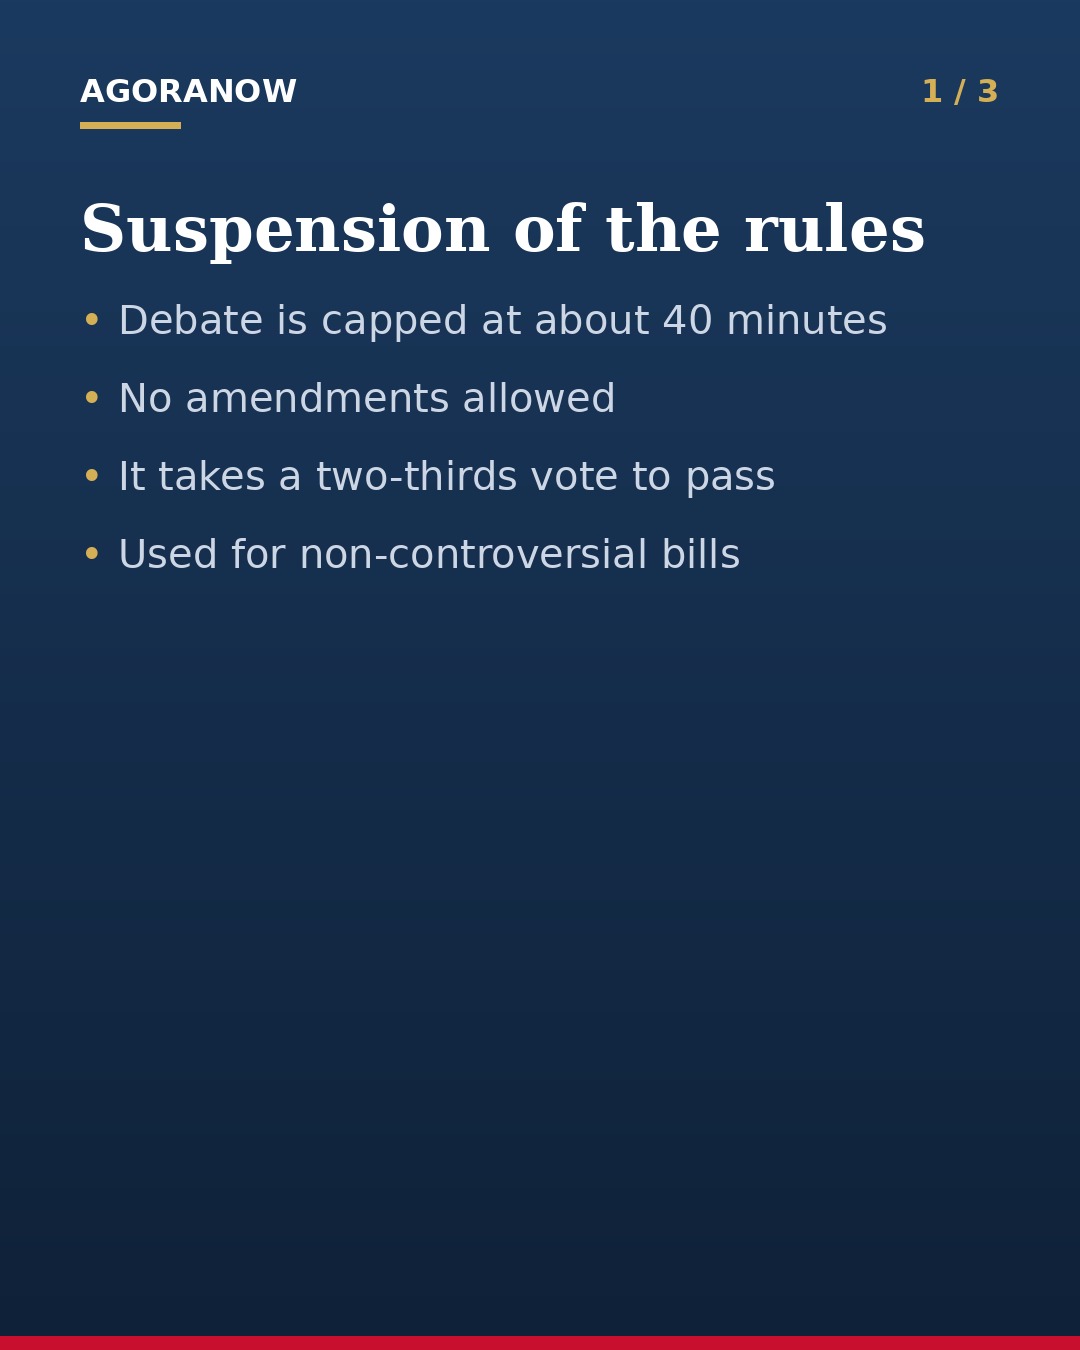 AGORANOW
1 / 3
Suspension of the rules
• Debate is capped at about 40 minutes
• No amendments allowed
• It takes a two-thirds vote to pass
• Used for non-controversial bills